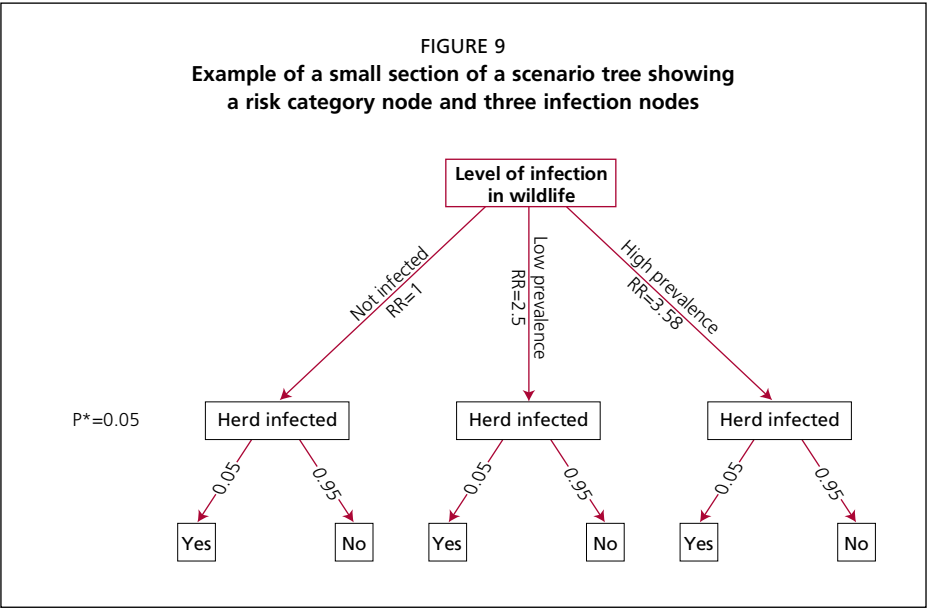 FIGURE 9
Example of a small section of a scenario tree showing
a risk category node and three infection nodes
Level of infection
in wildlife
Not infected
RR=1
Low prevalence
RR=2.5
High prevalence
RR=3.58
P*=0.05
Herd infected
Herd infected
Herd infected
0.05
0.95
0.05
0.95
0.05
0.95
Yes
No
Yes
No
Yes
No